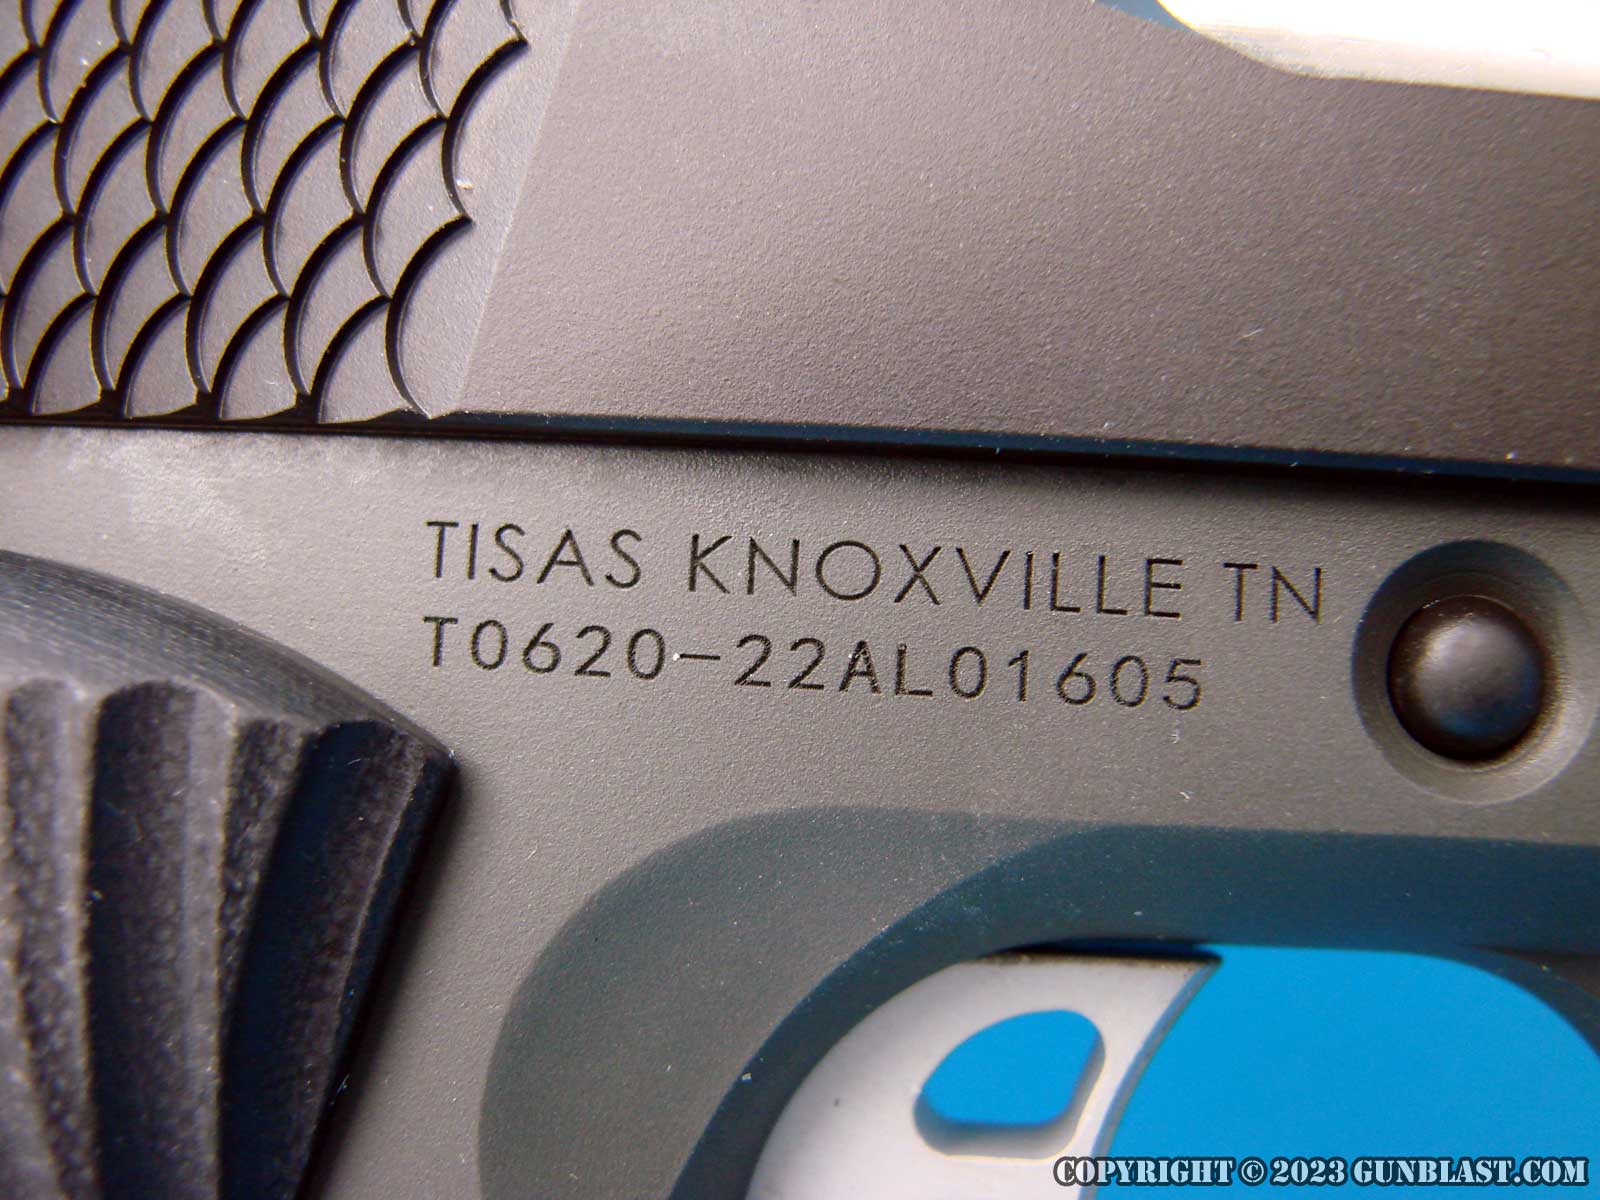 TISAS KNOXVILLE TN
T0620-22AL01605
COPYRIGHT © 2023 GUNBLAST.COM